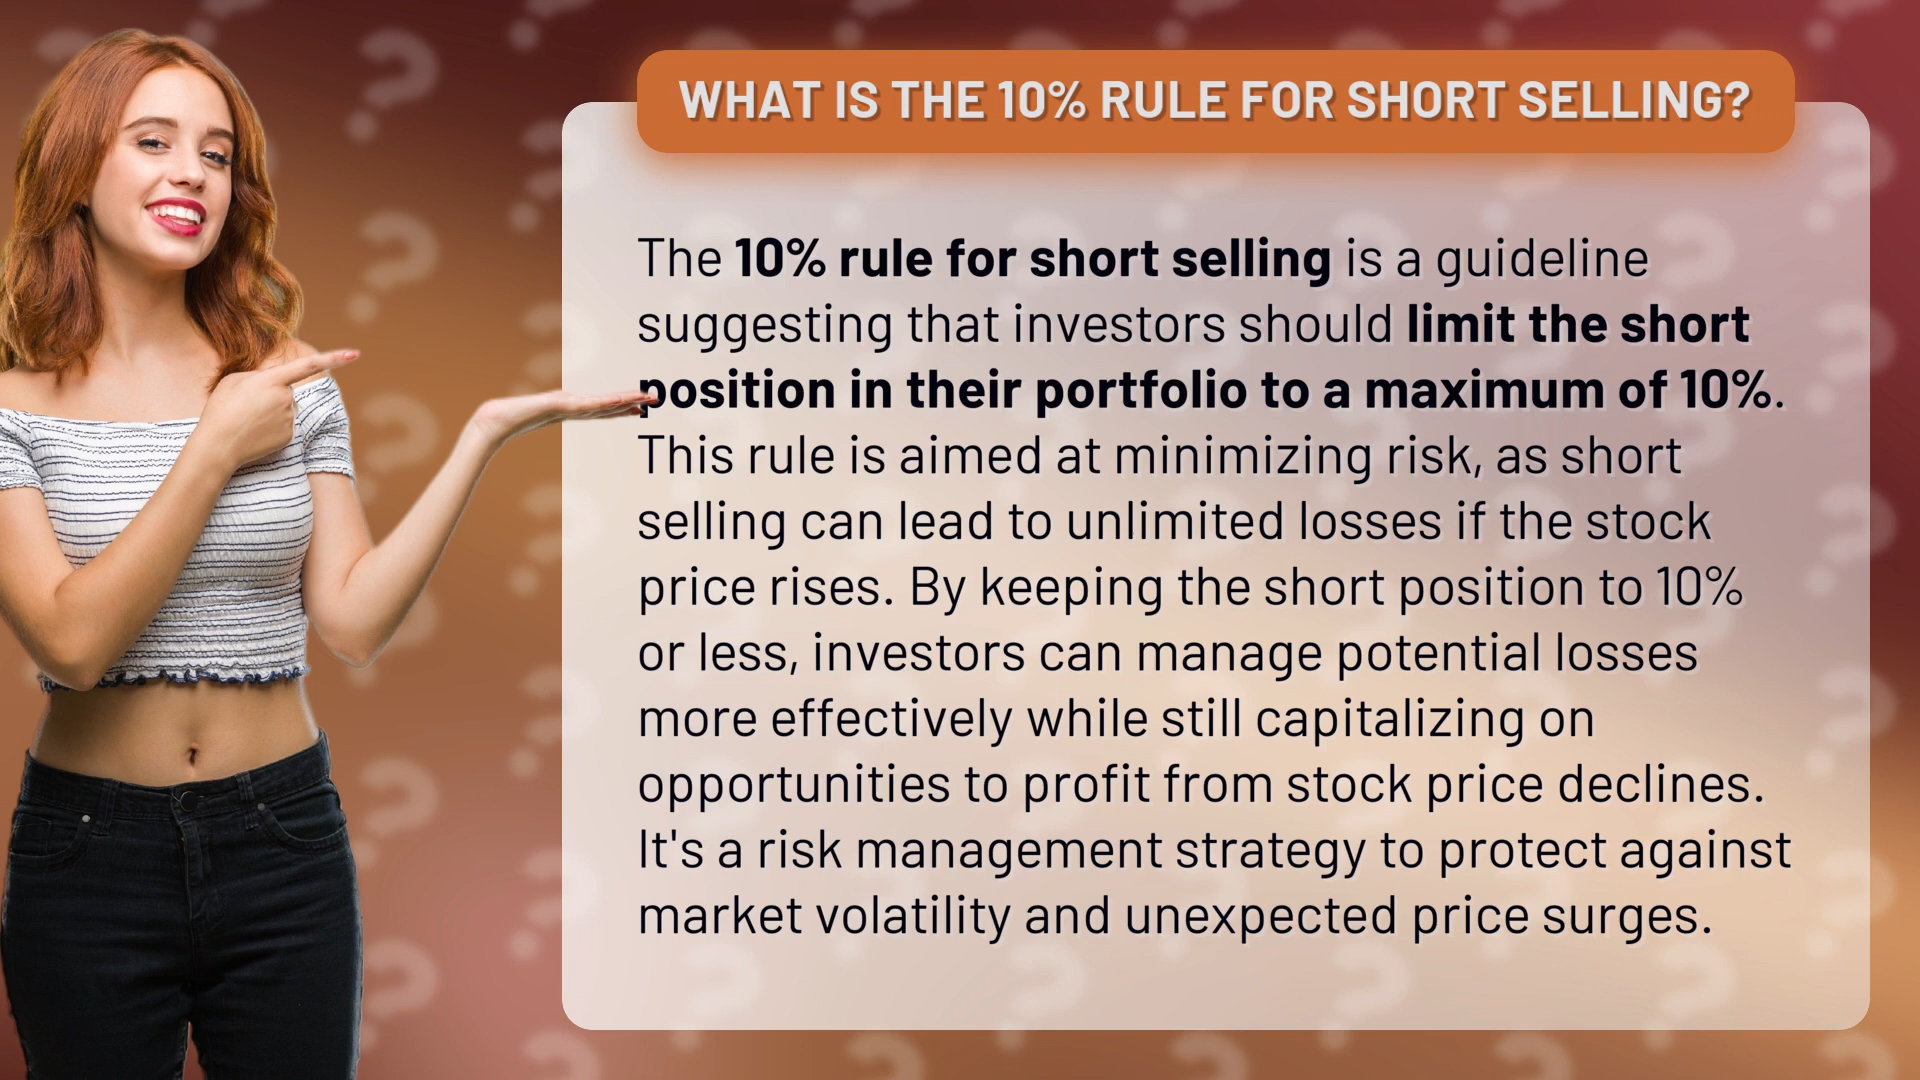 WHAT IS THE 10% RULE FOR SHORT SELLING?
The 10% rule for short selling is a guideline
suggesting that investors should limit the short
position in their portfolio to a maximum of 10%.
This rule is aimed at minimizing risk, as short
selling can lead to unlimited losses if the stock
price rises. By keeping the short position to 10%
or less, investors can manage potential losses
more effectively while still capitalizing on
opportunities to profit from stock price declines.
It's a risk management strategy to protect against
market volatility and unexpected price surges.